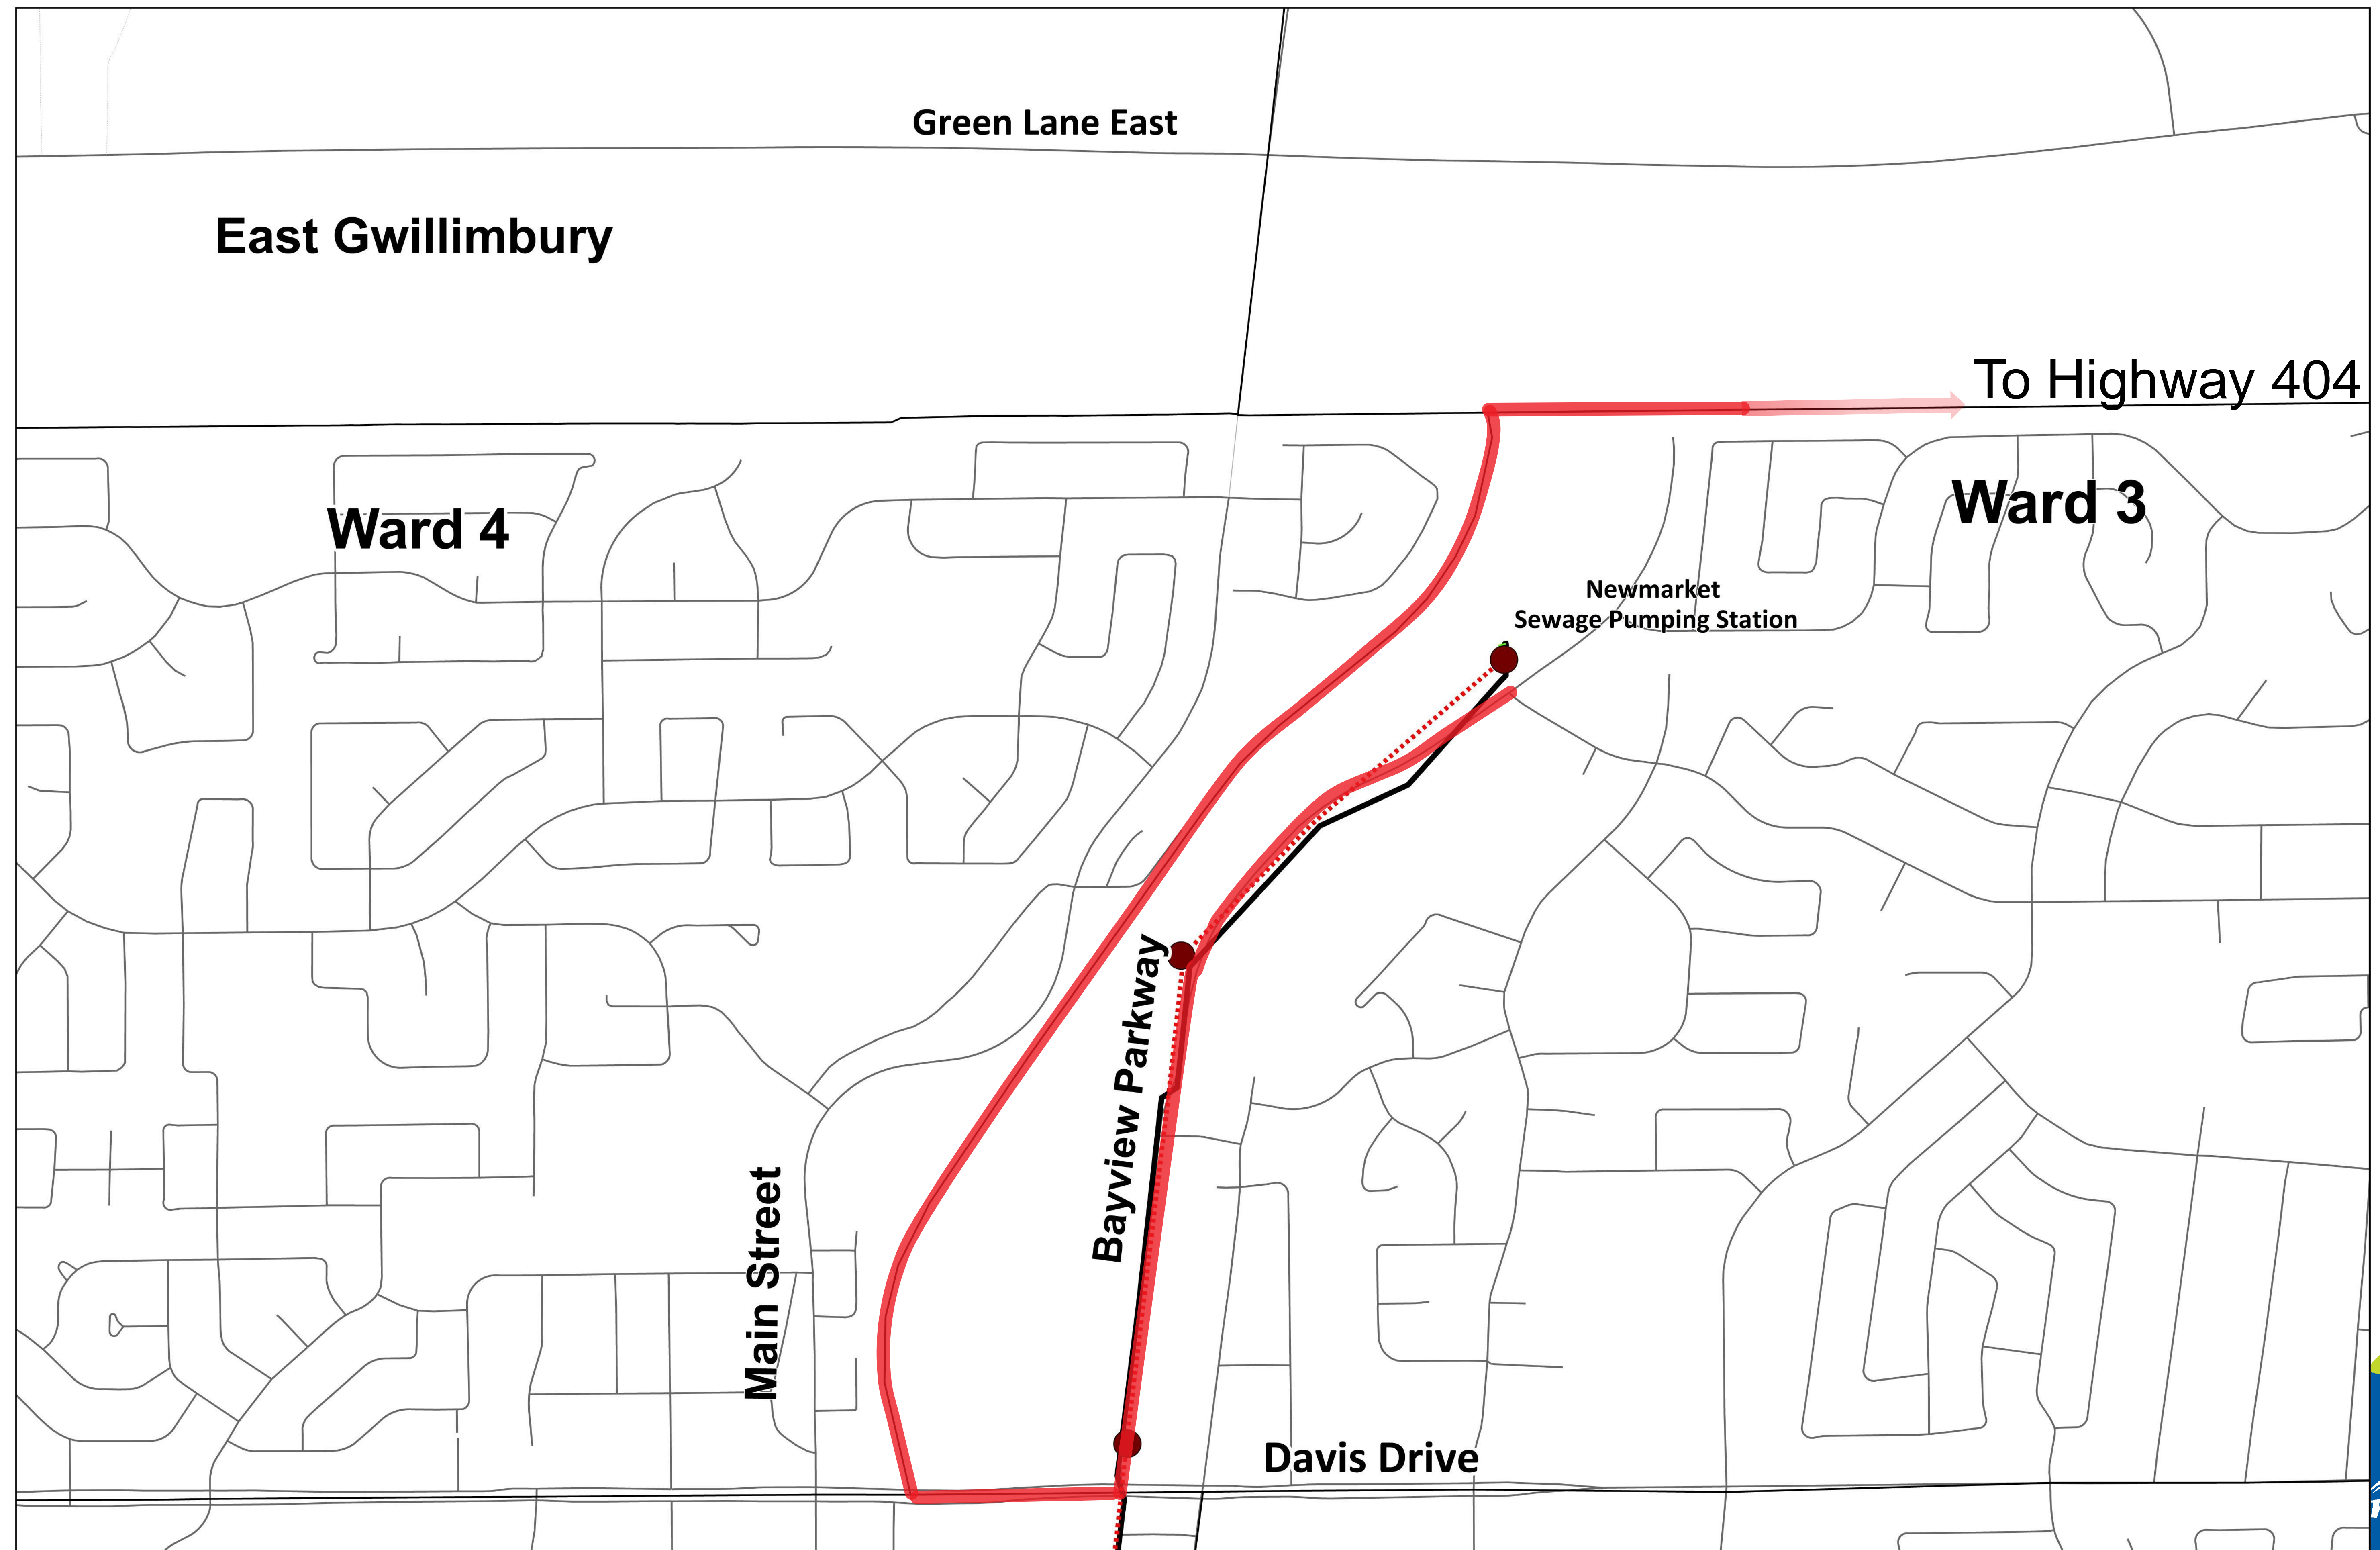 Green Lane East
East Gwillimbury
To Highway 404
Ward 4
Ward 3
Newmarket
Sewage Pumping Station
Bayview Parkway
Main Street
Davis Drive